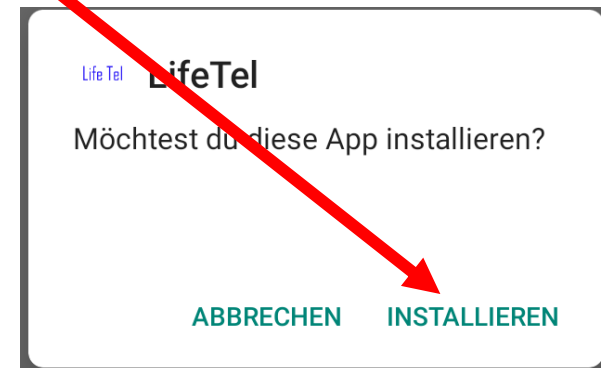 Life Tel LifeTel
Möchtest du diese App installieren?
ABBRECHEN INSTALLIEREN